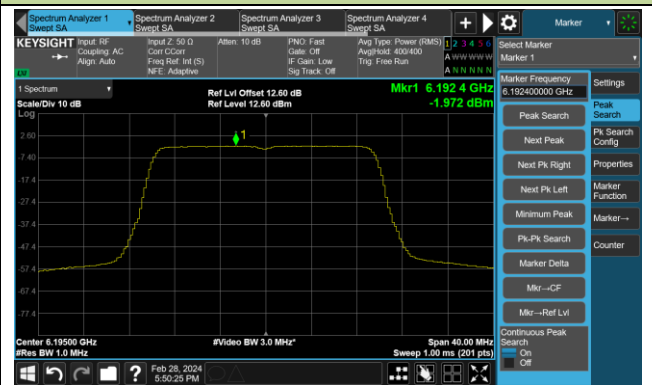 Spectrum Analyzer 1
Swept SA
Spectrum Analyzer 2
Swept SA
Spectrum Analyzer 3
Swept SA
Spectrum Analyzer 4
Swept SA
+
Marker
KEYSIGHT
Input: RF
Coupling: AC
Align: Auto
Input Z: 50 Ω
Corr CCorr
Freq Ref: Int (S)
NFE: Adaptive
Atten: 10 dB
PNO: Fast
Gate: Off
IF Gain: Low
Sig Track: Off
Avg Type: Power (RMS)
Avg|Hold: 400/400
Trig: Free Run
1 2 3 4 5 6
A W W W W W
A N N N N N
LXI
Select Marker
Marker 1
1 Spectrum
Scale/Div 10 dB
Ref Lvl Offset 12.60 dB
Ref Level 12.60 dBm
Mkr1 6.192 4 GHz
-1.972 dBm
Log
2.60
-7.40
-17.4
-27.4
-37.4
-47.4
-57.4
-67.4
-77.4
1
Center 6.19500 GHz
#Res BW 1.0 MHz
#Video BW 3.0 MHz*
Span 40.00 MHz
Sweep 1.00 ms (201 pts)
Marker Frequency
6.192400000 GHz
Peak Search
Next Peak
Next Pk Right
Next Pk Left
Minimum Peak
Pk-Pk Search
Marker Delta
Mkr→CF
Mkr→Ref Lvl
Continuous Peak
Search
On
Off
Settings
Peak
Search
Pk Search
Config
Properties
Marker
Function
Marker→
Counter
?
Feb 28, 2024
5:50:25 PM